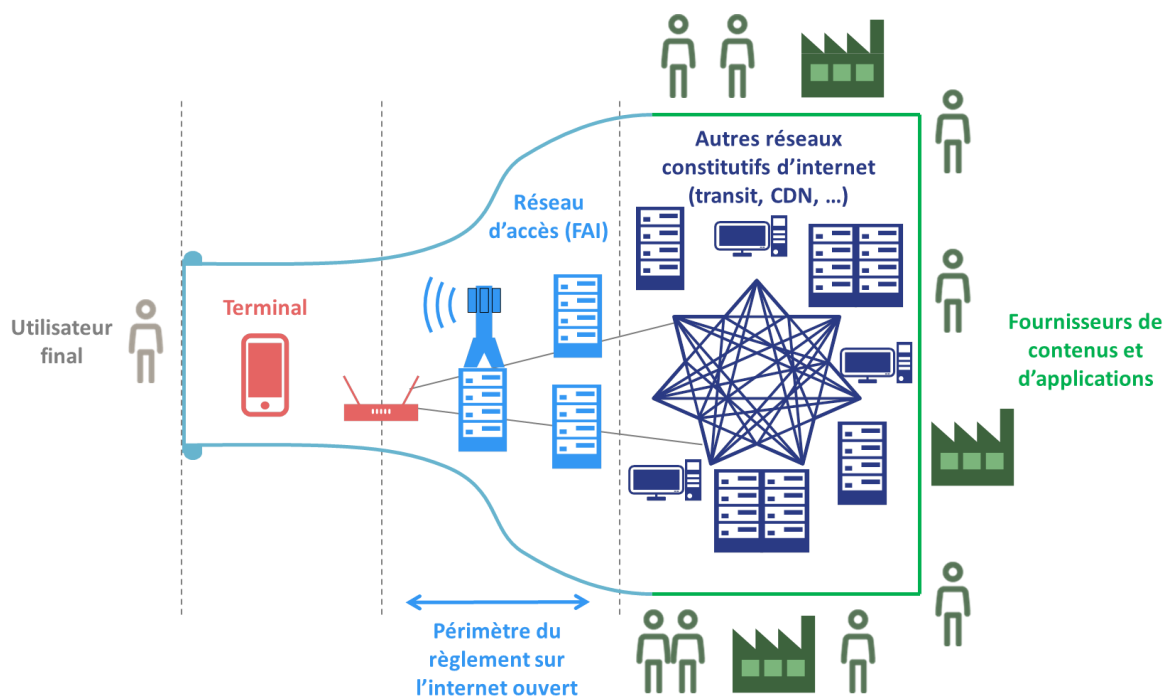 Autres réseaux
constitutifs d'internet
(transit, CDN, ...)
Réseau
d'accès (FAI)
Terminal
Utilisateur
final
Fournisseurs de
contenus et
d'applications
Périmètre du
règlement sur
l'internet ouvert